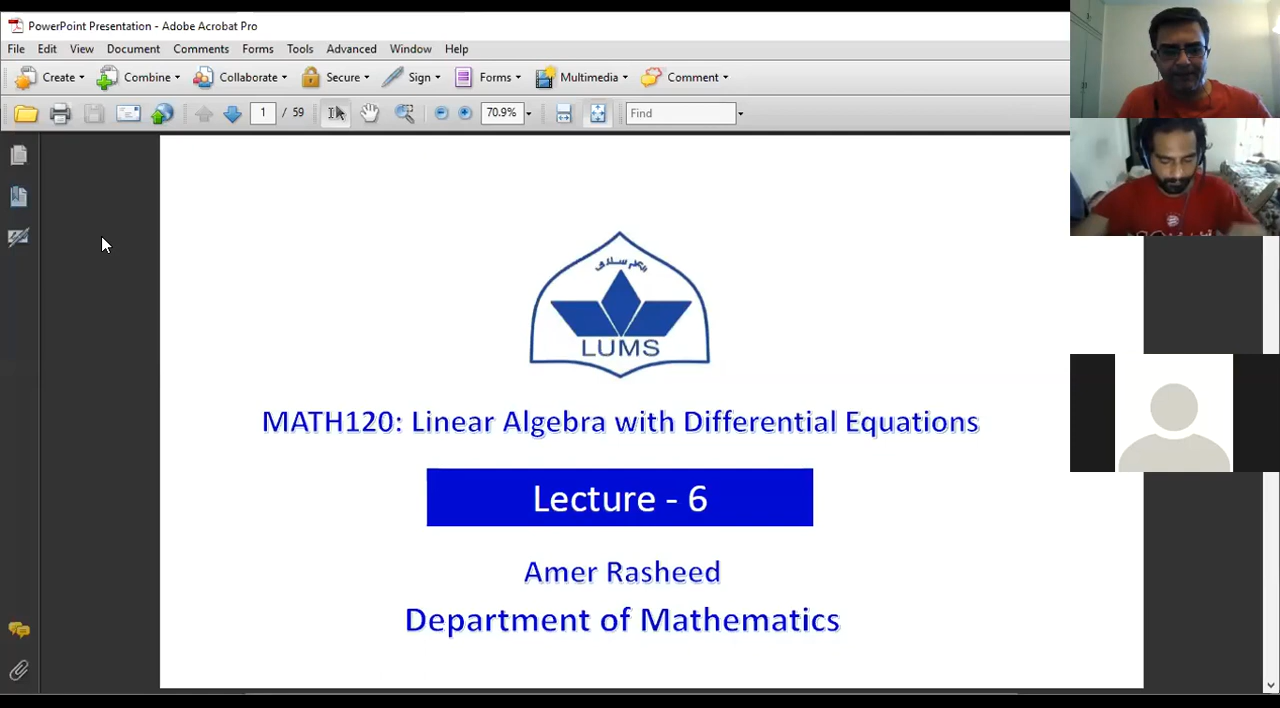 PowerPoint Presentation - Adobe Acrobat Pro
File Edit View Document Comments Forms Tools Advanced Window Help
Create Combine Collaborate Secure Sign Forms Multimedia Comment
1 / 59 70.9% Find
LUMS
MATH120: Linear Algebra with Differential Equations
Lecture - 6
Amer Rasheed
Department of Mathematics